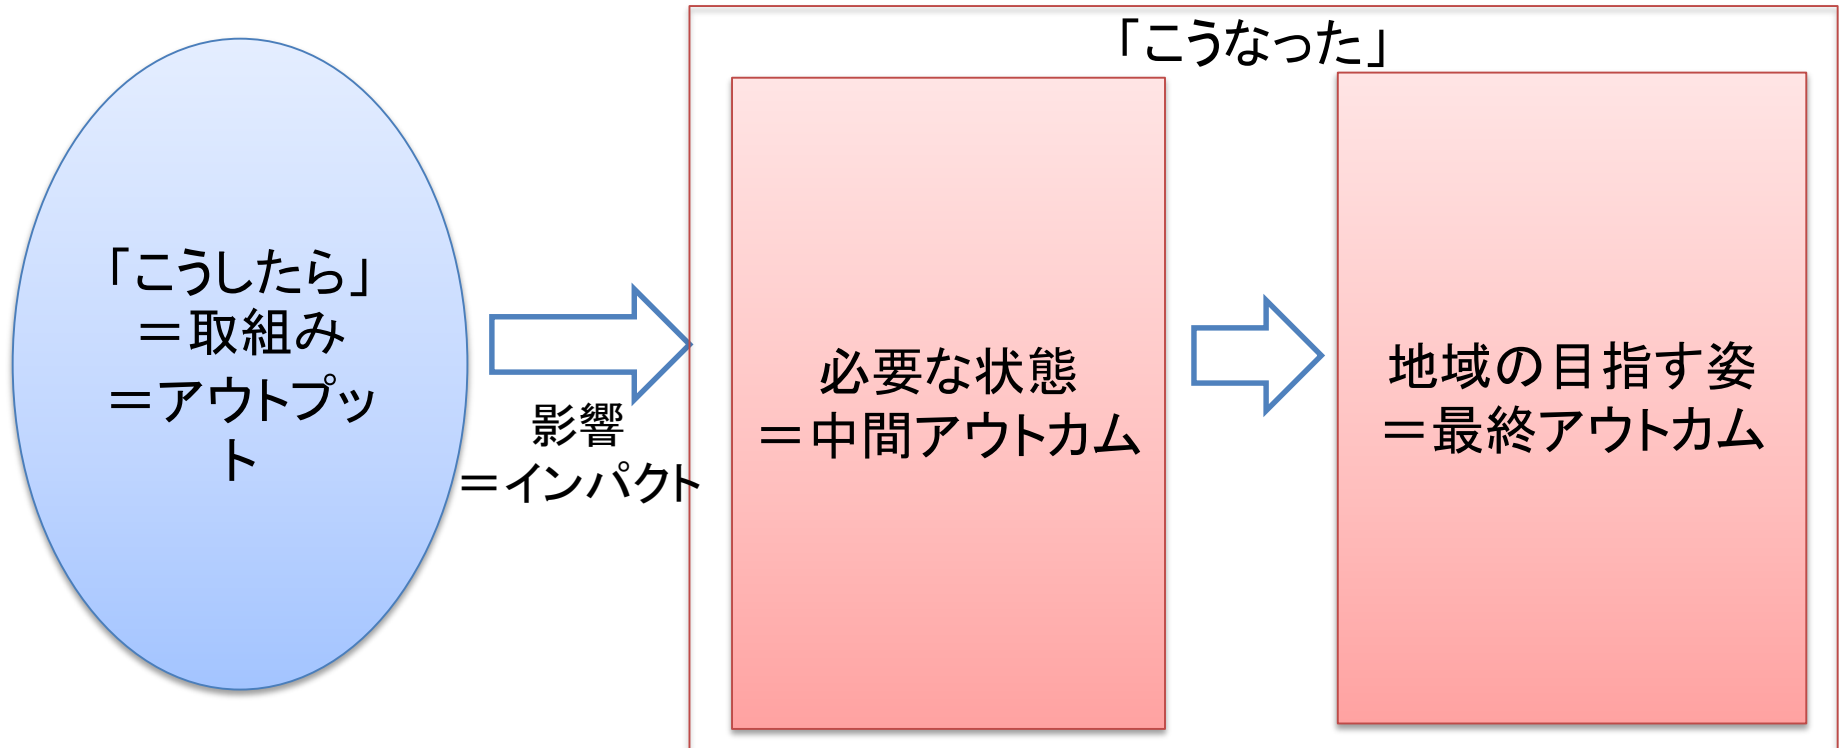 「こうなった」
「こうしたら」
＝取組み
＝アウトプッ
ト
影響
＝インパクト
必要な状態
＝中間アウトカム
地域の目指す姿
＝最終アウトカム